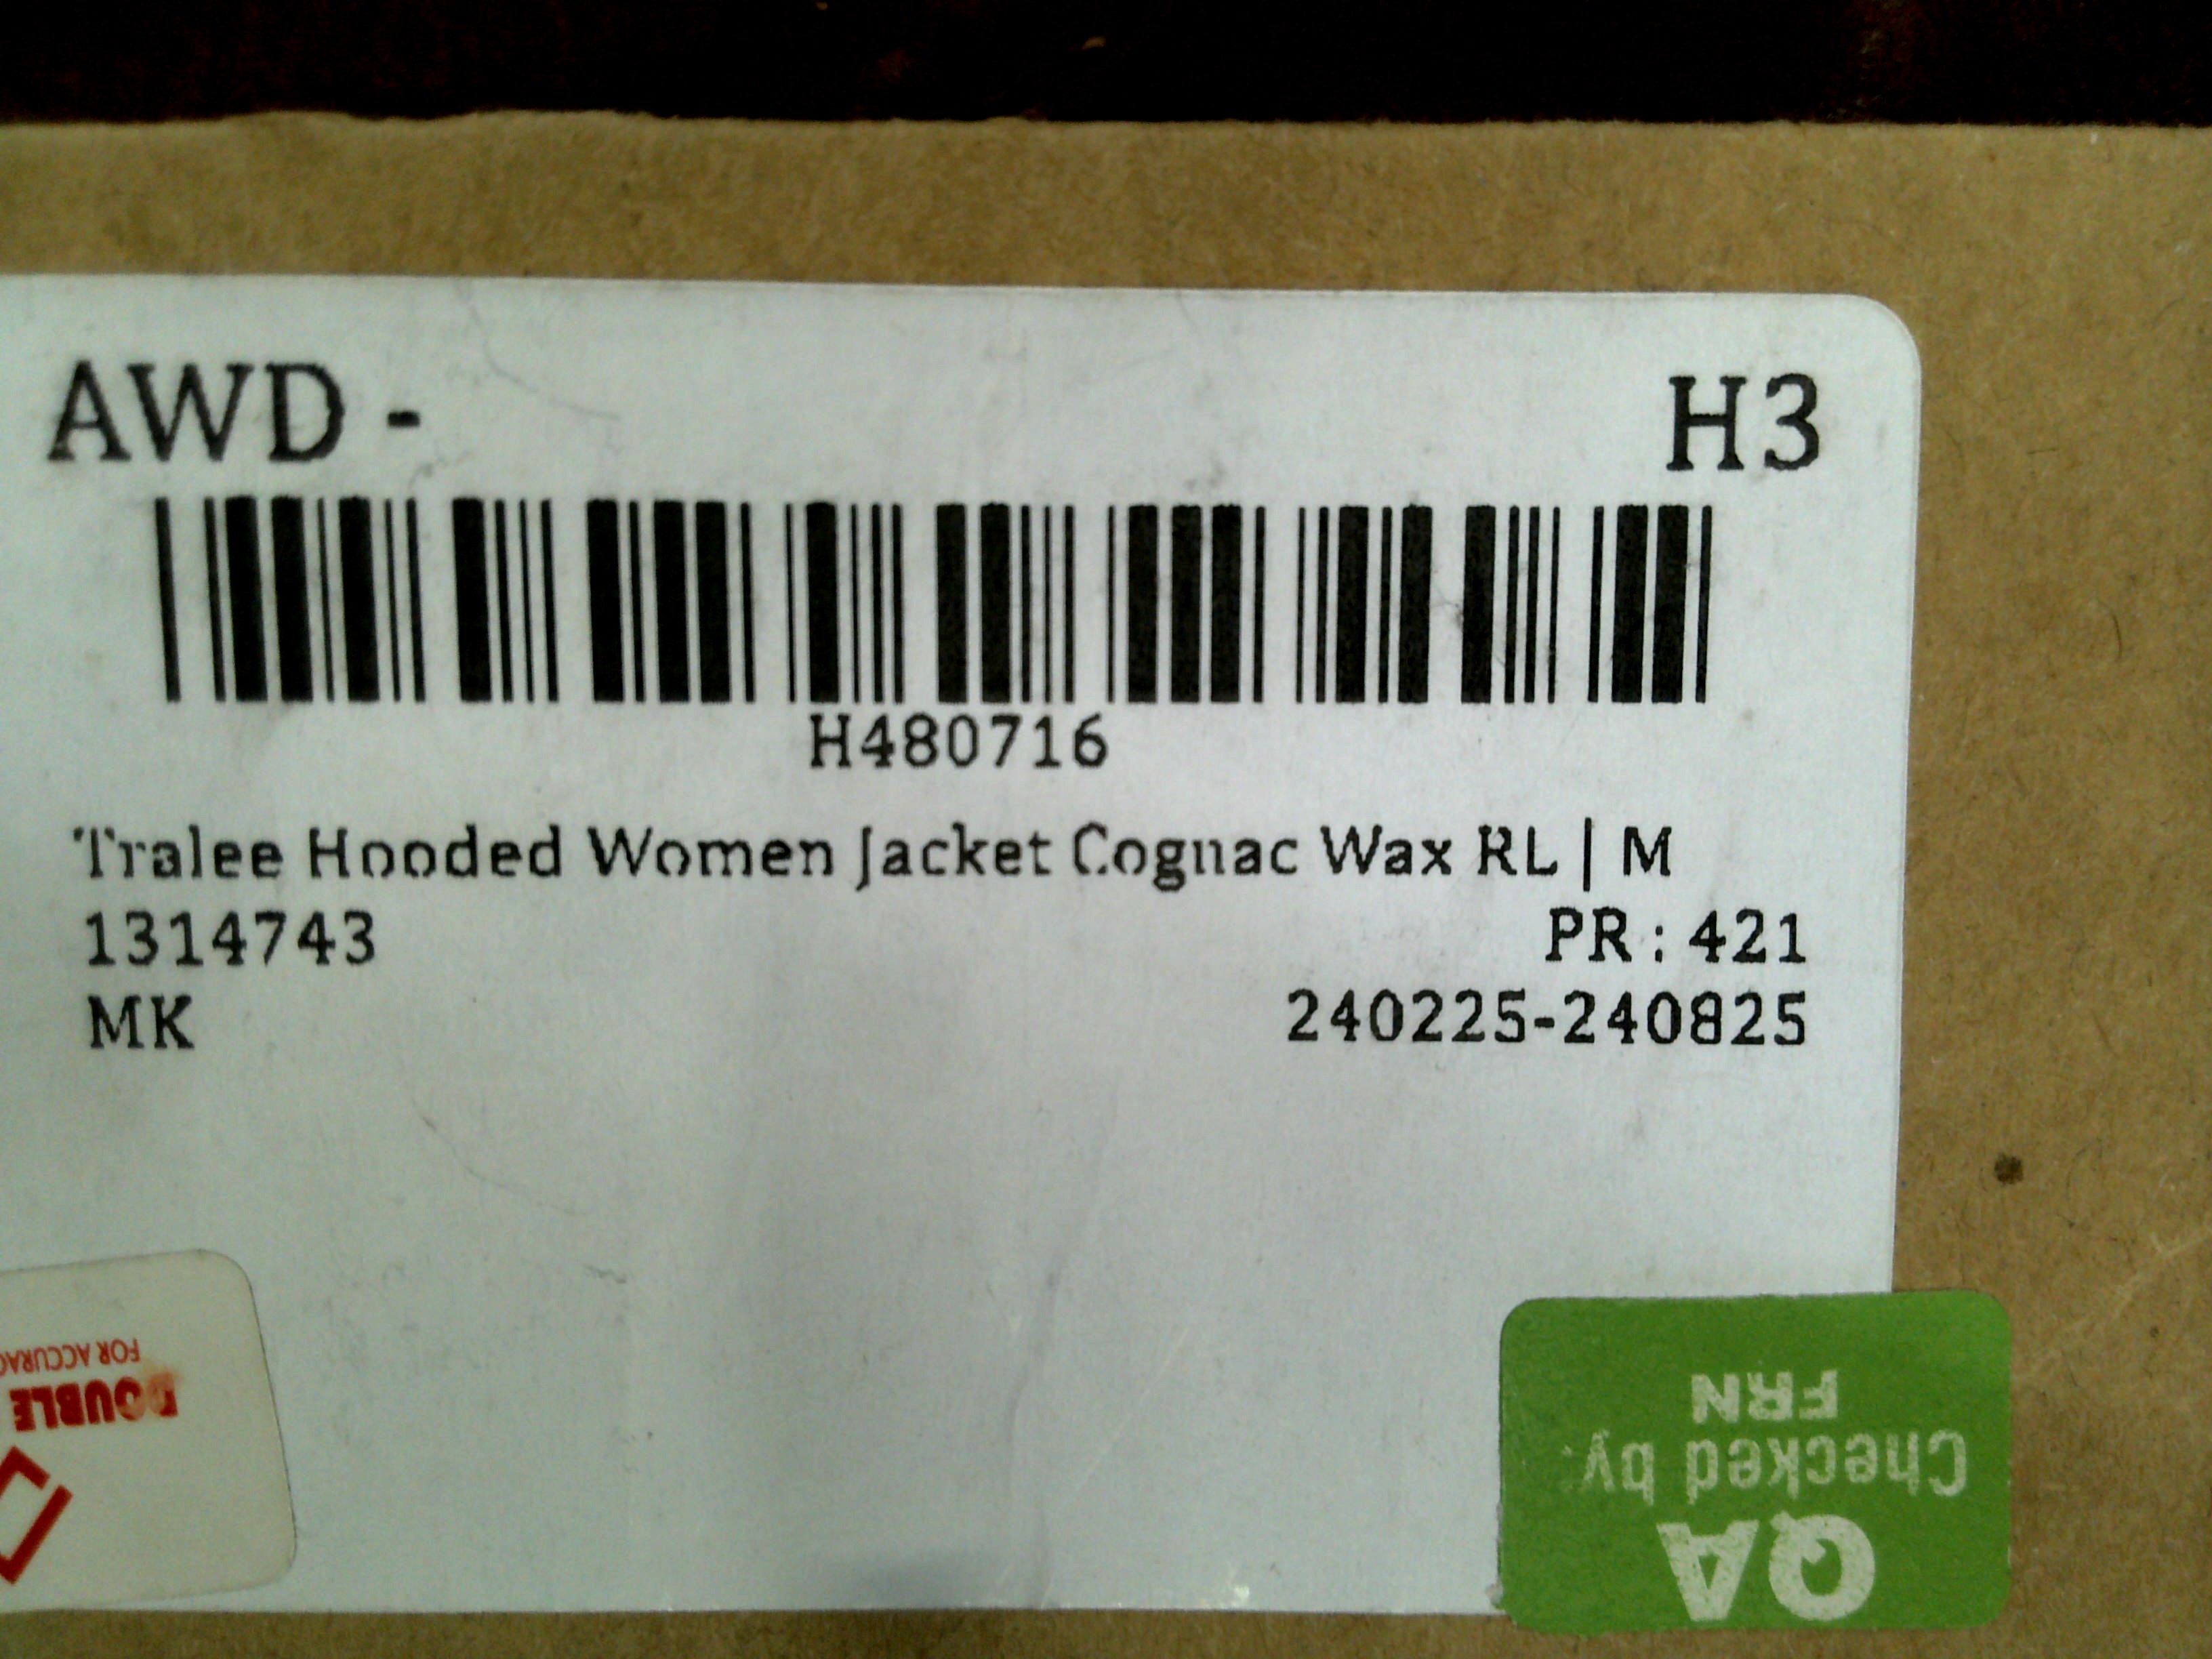 AWD - H3
H480716
Tralee Hooded Women Jacket Cognac Wax RL | M
1314743 PR : 421
MK 240225-240825
QA
Checked by:
FRN
DOUBLE
FOR ACCURAC